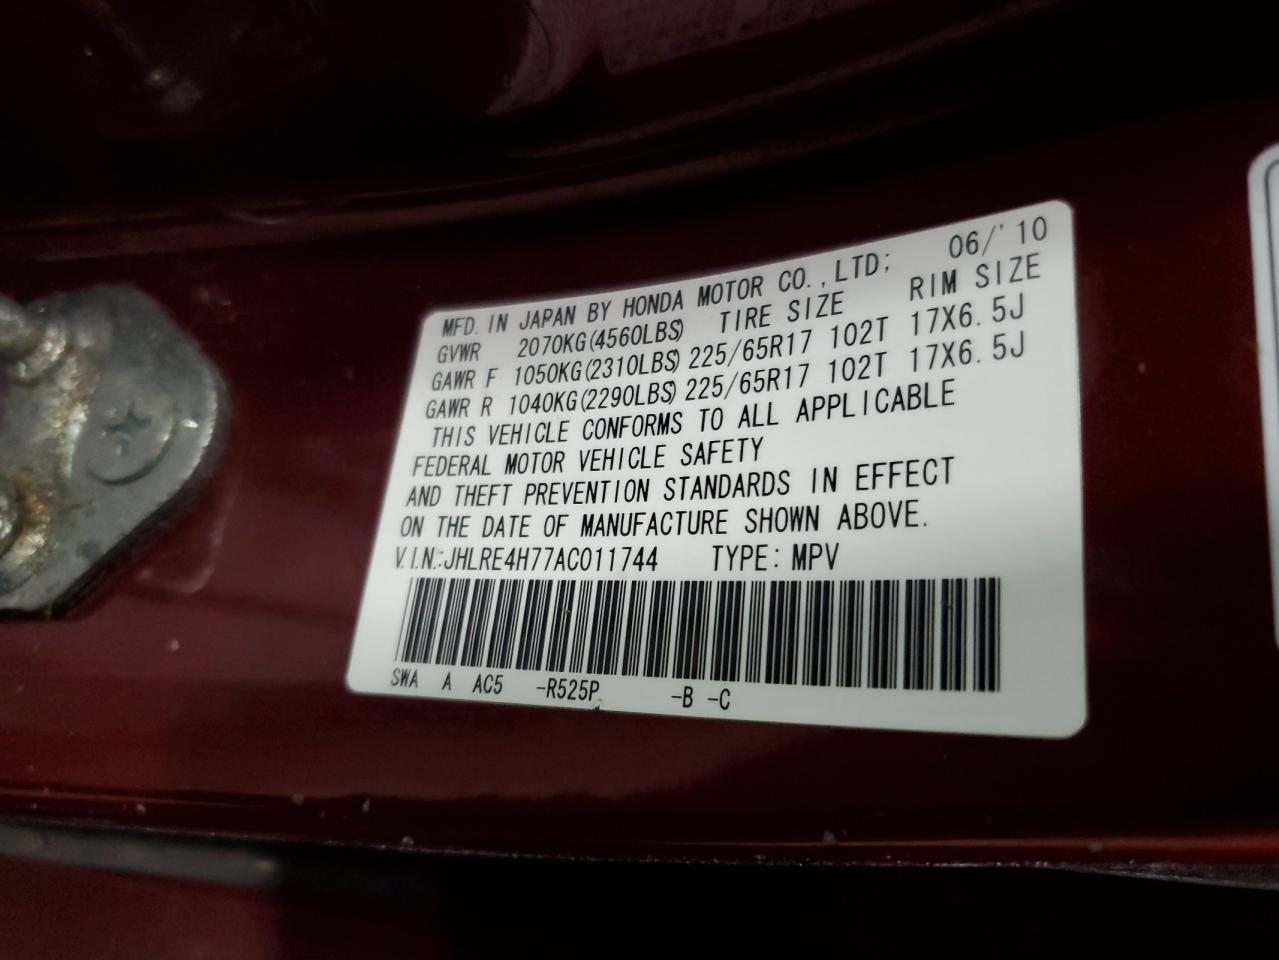 MFD. IN JAPAN BY HONDA MOTOR CO.,LTD; 06/'10
GVWR 2070KG(4560LBS) TIRE SIZE RIM SIZE
GAWR F 1050KG(2310LBS) 225/65R17 102T 17X6.5J
GAWR R 1040KG(2290LBS) 225/65R17 102T 17X6.5J
THIS VEHICLE CONFORMS TO ALL APPLICABLE
FEDERAL MOTOR VEHICLE SAFETY
AND THEFT PREVENTION STANDARDS IN EFFECT
ON THE DATE OF MANUFACTURE SHOWN ABOVE.
V.I.N.:JHLRE4H77AC011744 TYPE: MPV
SWA A AC5 -R525P -B -C